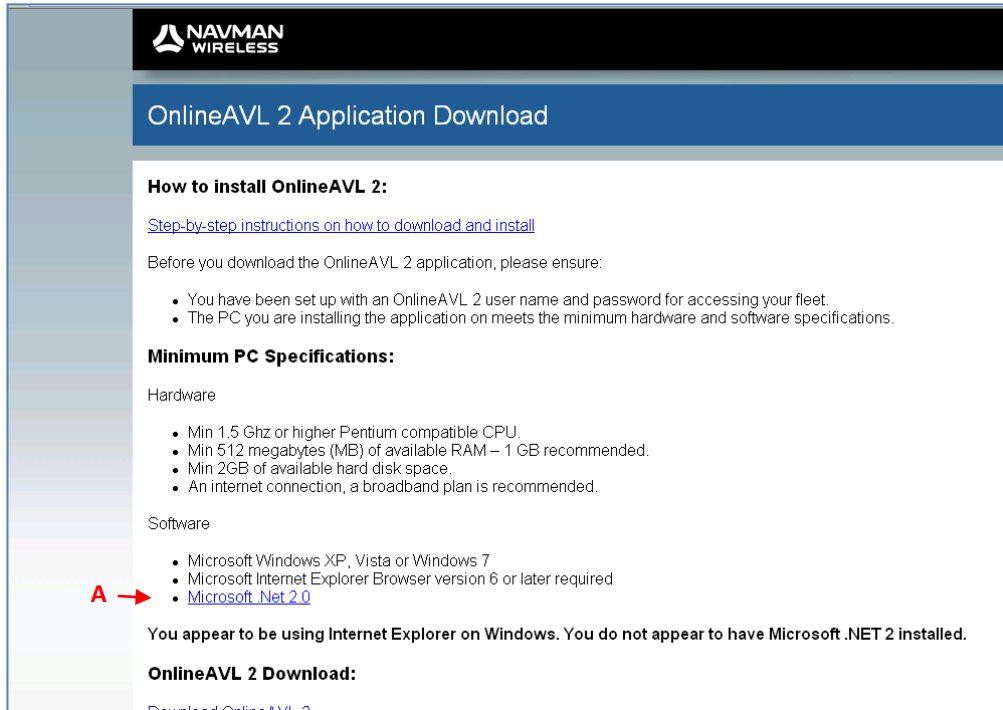 NAVMAN
WIRELESS
OnlineAVL 2 Application Download
How to install OnlineAVL 2:
Step-by-step instructions on how to download and install
Before you download the OnlineAVL 2 application, please ensure:
• You have been set up with an OnlineAVL 2 user name and password for accessing your fleet.
• The PC you are installing the application on meets the minimum hardware and software specifications.
Minimum PC Specifications:
Hardware
• Min 1.5 Ghz or higher Pentium compatible CPU.
• Min 512 megabytes (MB) of available RAM – 1 GB recommended.
• Min 2GB of available hard disk space.
• An internet connection, a broadband plan is recommended.
Software
• Microsoft Windows XP, Vista or Windows 7
• Microsoft Internet Explorer Browser version 6 or later required
A • Microsoft .Net 2.0
You appear to be using Internet Explorer on Windows. You do not appear to have Microsoft .NET 2 installed.
OnlineAVL 2 Download:
Download OnlineAVL 2